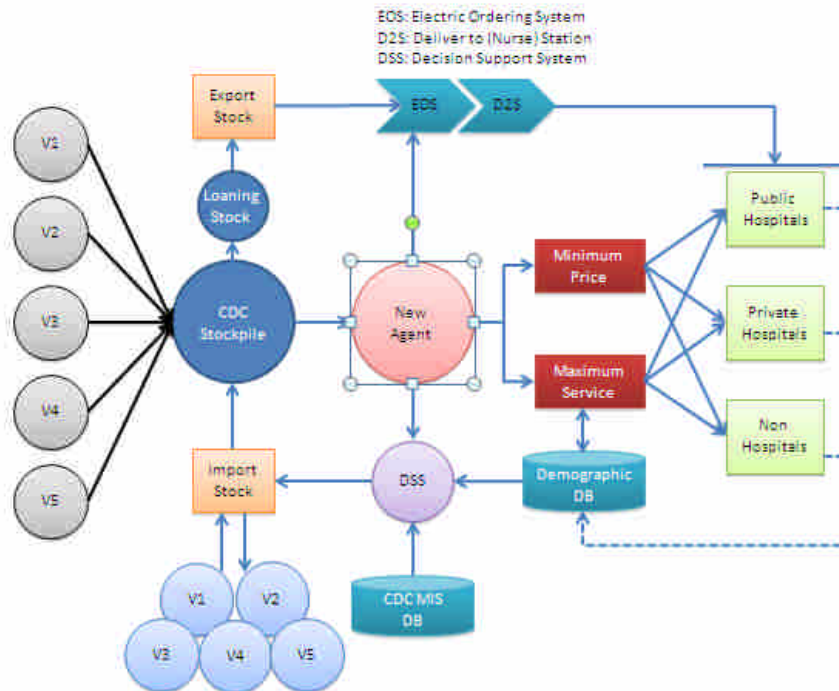 EOS: Electric Ordering System
D2S: Deliver to (Nurse) Station
DSS: Decision Support System
Export
Stock
EOS
D2S
V1
V2
V3
V4
V5
Loaning
Stock
CDC
Stockpile
New
Agent
Minimum
Price
Maximum
Service
Public
Hospitals
Private
Hospitals
Non
Hospitals
Import
Stock
DSS
Demographic
DB
CDC MIS
DB
V1
V2
V3
V4
V5